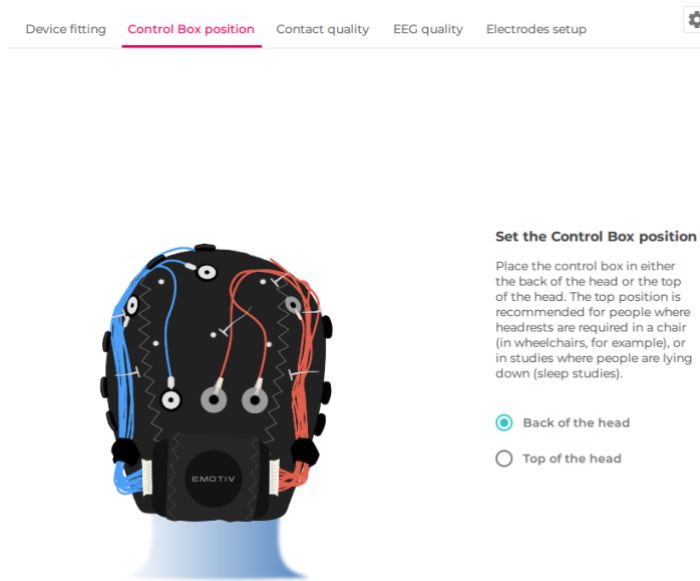 Device fitting Control Box position Contact quality EEG quality Electrodes setup
Set the Control Box position
Place the control box in either
the back of the head or the top
of the head. The top position is
recommended for people where
headrests are required in a chair
(in wheelchairs, for example), or
in studies where people are lying
down (sleep studies).
Back of the head
Top of the head
EMOTIV